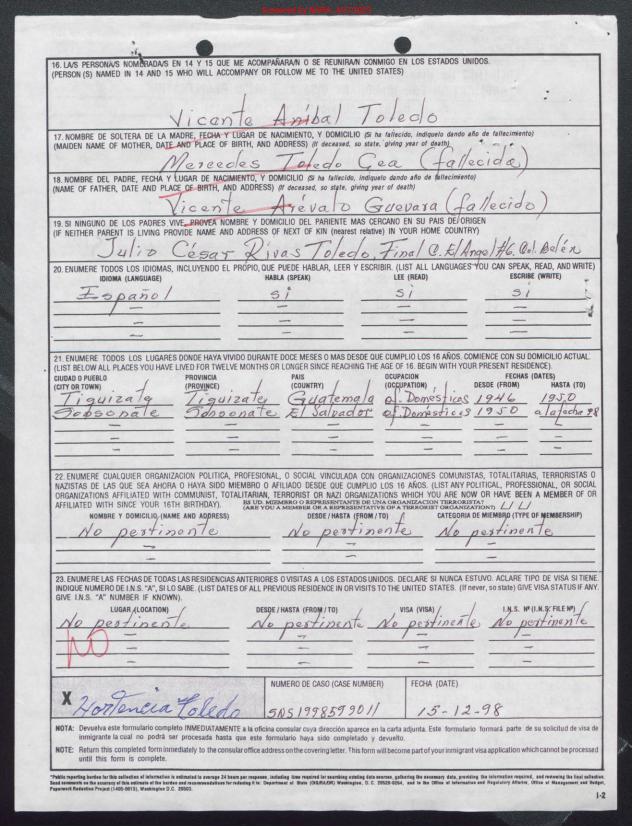 16. LA/S PERSONA/S NOMBRADA/S EN 14 Y 15 QUE ME ACOMPAÑARA/N O SE REUNIRA/N CONMIGO EN LOS ESTADOS UNIDOS.
(PERSON (S) NAMED IN 14 AND 15 WHO WILL ACCOMPANY OR FOLLOW ME TO THE UNITED STATES)
Vicente Aníbal Toledo
17. NOMBRE DE SOLTERA DE LA MADRE, FECHA Y LUGAR DE NACIMIENTO, Y DOMICILIO (Si ha fallecido, indiquelo dando año de fallecimiento)
(MAIDEN NAME OF MOTHER, DATE AND PLACE OF BIRTH, AND ADDRESS) (If deceased, so state, giving year of death)
Mercedes Toledo Cea (fallecida)
18. NOMBRE DEL PADRE, FECHA Y LUGAR DE NACIMIENTO, Y DOMICILIO (Si ha fallecido, indiquelo dando año de fallecimiento)
(NAME OF FATHER, DATE AND PLACE OF BIRTH, AND ADDRESS) (If deceased, so state, giving year of death)
Vicente Arévalo Guevara (fallecido)
19. SI NINGUNO DE LOS PADRES VIVE, PROVEA NOMBRE Y DOMICILIO DEL PARIENTE MAS CERCANO EN SU PAIS DE ORIGEN
(IF NEITHER PARENT IS LIVING PROVIDE NAME AND ADDRESS OF NEXT OF KIN (nearest relative) IN YOUR HOME COUNTRY)
Julio César Rivas Toledo, Final C. El Angel #6. Col. Belén
20. ENUMERE TODOS LOS IDIOMAS, INCLUYENDO EL PROPIO, QUE PUEDE HABLAR, LEER Y ESCRIBIR. (LIST ALL LANGUAGES YOU CAN SPEAK, READ, AND WRITE)
IDIOMA (LANGUAGE) HABLA (SPEAK) LEE (READ) ESCRIBE (WRITE)
Español si si si
— — — —
— — — —
— — — —
21. ENUMERE TODOS LOS LUGARES DONDE HAYA VIVIDO DURANTE DOCE MESES O MAS DESDE QUE CUMPLIO LOS 16 AÑOS. COMIENCE CON SU DOMICILIO ACTUAL.
(LIST BELOW ALL PLACES YOU HAVE LIVED FOR TWELVE MONTHS OR LONGER SINCE REACHING THE AGE OF 16. BEGIN WITH YOUR PRESENT RESIDENCE).
CIUDAD O PUEBLO PROVINCIA PAIS OCUPACION FECHAS (DATES)
(CITY OR TOWN) (PROVINCE) (COUNTRY) (OCCUPATION) DESDE (FROM) HASTA (TO)
Tiquizate Tiquizate Guatemala of. Domésticos 1946 1950
Sonsonate Sonsonate El Salvador of. Domésticos 1950 a la fecha 98
— — — — — —
— — — — — —
22. ENUMERE CUALQUIER ORGANIZACION POLITICA, PROFESIONAL, O SOCIAL VINCULADA CON ORGANIZACIONES COMUNISTAS, TOTALITARIAS, TERRORISTAS O
NAZISTAS DE LAS QUE SEA AHORA O HAYA SIDO MIEMBRO O AFILIADO DESDE QUE CUMPLIO LOS 16 AÑOS. (LIST ANY POLITICAL, PROFESSIONAL, OR SOCIAL
ORGANIZATIONS AFFILIATED WITH COMMUNIST, TOTALITARIAN, TERRORIST OR NAZI ORGANIZATIONS WHICH YOU ARE NOW OR HAVE BEEN A MEMBER OF OR
AFFILIATED WITH SINCE YOUR 16TH BIRTHDAY). ES UD. MIEMBRO O REPRESENTANTE DE UNA ORGANIZACION TERRORISTA?
(ARE YOU A MEMBER OR A REPRESENTATIVE OF A TERRORIST ORGANIZATION?)
NOMBRE Y DOMICILIO (NAME AND ADDRESS) DESDE / HASTA (FROM / TO) CATEGORIA DE MIEMBRO (TYPE OF MEMBERSHIP)
No pertinente No pertinente No pertinente
— — —
— — —
23. ENUMERE LAS FECHAS DE TODAS LAS RESIDENCIAS ANTERIORES O VISITAS A LOS ESTADOS UNIDOS. DECLARE SI NUNCA ESTUVO. ACLARE TIPO DE VISA SI TIENE.
INDIQUE NUMERO DE I.N.S. "A", SI LO SABE. (LIST DATES OF ALL PREVIOUS RESIDENCE IN OR VISITS TO THE UNITED STATES. (If never, so state) GIVE VISA STATUS IF ANY.
GIVE I.N.S. "A" NUMBER IF KNOWN).
LUGAR (LOCATION) DESDE / HASTA (FROM / TO) VISA (VISA) I.N.S. Nº (I.N.S. FILE Nº)
No pertinente No pertinente No pertinente No pertinente
NO — — — —
— — — —
— — — —
NUMERO DE CASO (CASE NUMBER) FECHA (DATE)
X Hortencia Toledo SNS1998599011 15-12-98
NOTA: Devuelva este formulario completo INMEDIATAMENTE a la oficina consular cuya dirección aparece en la carta adjunta. Este formulario formará parte de su solicitud de visa de
inmigrante la cual no podrá ser procesada hasta que este formulario haya sido completado y devuelto.
NOTE: Return this completed form immediately to the consular office address on the covering letter. This form will become part of your immigrant visa application which cannot be processed
until this form is complete.
*Public reporting burden for this collection of information is estimated to average 24 hours per response, including time required for searching existing data sources, gathering the necessary data, providing the information required, and reviewing the final collection.
Send comments on the accuracy of this estimate of the burden and recommendations for reducing it to: Department of State (OIS/RA/DIR) Washington, D. C. 20520-0264, and to the Office of Information and Regulatory Affairs, Office of Management and Budget,
Paperwork Reduction Project (1405-0015), Washington D.C. 20503.
1-2